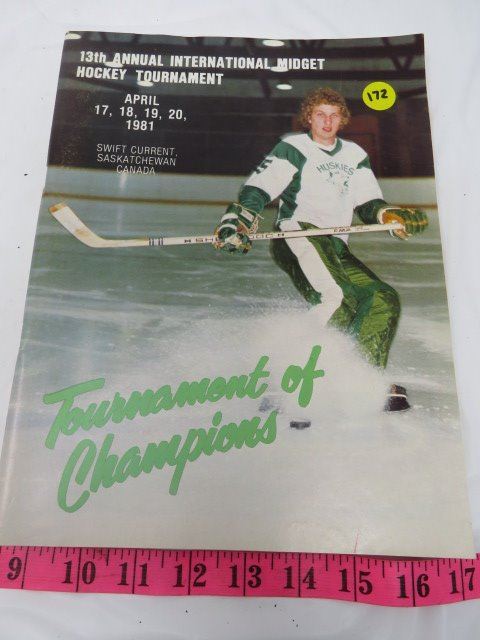 13th ANNUAL INTERNATIONAL MIDGET
HOCKEY TOURNAMENT
APRIL
17, 18, 19, 20,
1981
SWIFT CURRENT,
SASKATCHEWAN
CANADA
172
HUSKIES
Tournament of
Champions
9 10 11 12 13 14 15 16 17